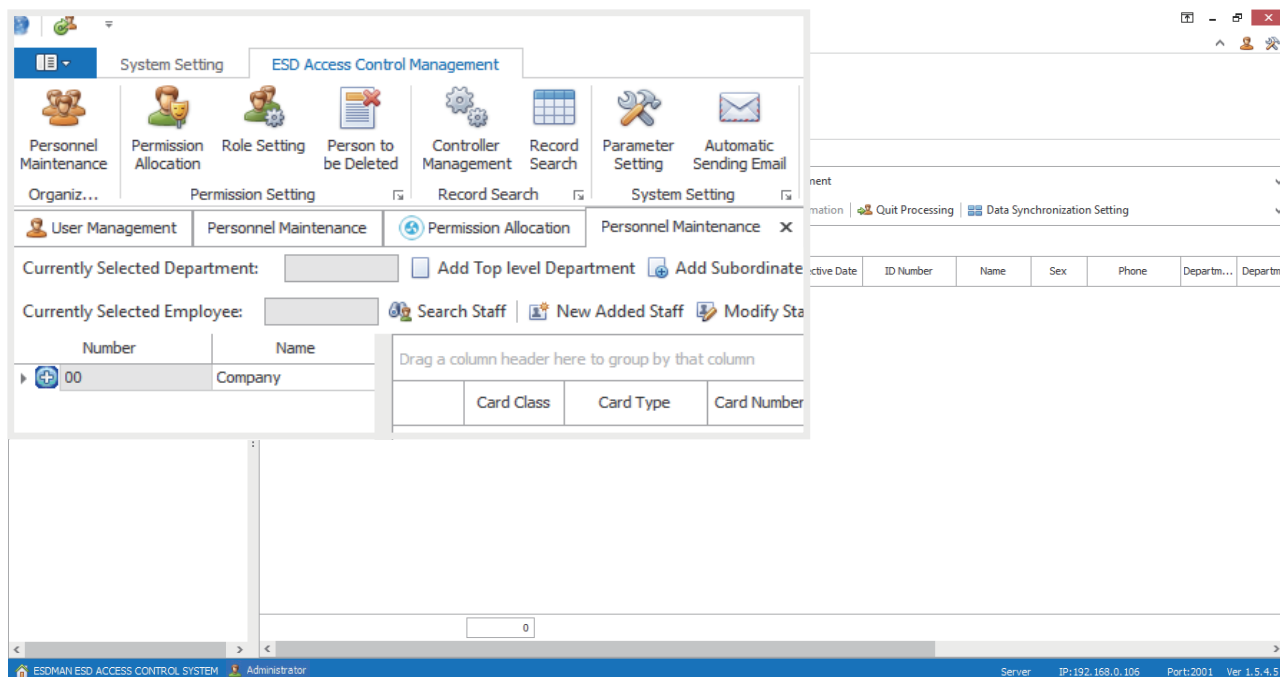 System Setting ESD Access Control Management
Personnel Maintenance Permission Allocation Role Setting Person to be Deleted Controller Management Record Search Parameter Setting Automatic Sending Email
Organiz... Permission Setting Record Search System Setting
User Management Personnel Maintenance Permission Allocation Personnel Maintenance X
ment
Currently Selected Department: Add Top level Department Add Subordinate
mation Quit Processing Data Synchronization Setting
Currently Selected Employee: Search Staff New Added Staff Modify Sta
ctive Date ID Number Name Sex Phone Departm... Departm
Number Name
Drag a column header here to group by that column
00 Company
Card Class Card Type Card Number
0
ESDMAN ESD ACCESS CONTROL SYSTEM Administrator Server IP:192.168.0.106 Port:2001 Ver 1.5.4.5